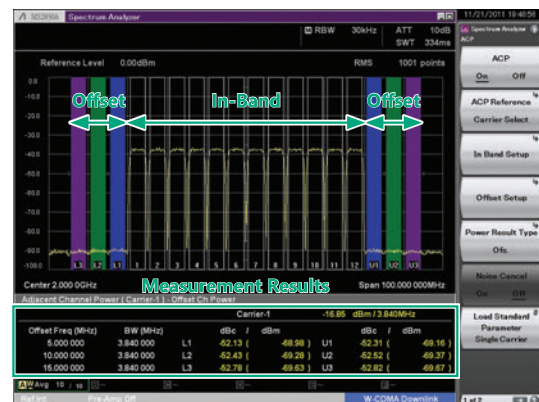 MS2690A Spectrum Analyzer 11/21/2011 19:48:56
RBW 30kHz ATT 10dB
SWT 334ms
Spectrum Analyzer
ACP
Reference Level 0.00dBm RMS 1001 points
ACP
On Off
0.0
-10.0
-20.0
-30.0
-40.0
-60.0
-70.0
-80.0
-90.0
-100.0
Offset In-Band Offset
ACP Reference
Carrier Select
In Band Setup
Offset Setup
Power Result Type
Ofs.
Noise Cancel
On Off
Load Standard
Parameter
Single Carrier
L3 L2 L1 1 2 3 4 5 6 7 8 9 10 11 12 U1 U2 U3
Center 2.000 0GHz Measurement Results Span 100.000 000MHz
Adjacent Channel Power ( Carrier-1 ) - Offset Ch Power
Carrier-1 -16.85 dBm / 3.840MHz
Offset Freq (MHz) BW (MHz) dBc / dBm dBc / dBm
5.000 000 3.840 000 L1 -52.13 ( -68.98 ) U1 -52.31 ( -69.16 )
10.000 000 3.840 000 L2 -52.43 ( -69.28 ) U2 -52.52 ( -69.37 )
15.000 000 3.840 000 L3 -52.78 ( -69.63 ) U3 -52.82 ( -69.67 )
Avg 10 / 10
Ref.Int Pre-Amp Off W-CDMA Downlink 1 of 2